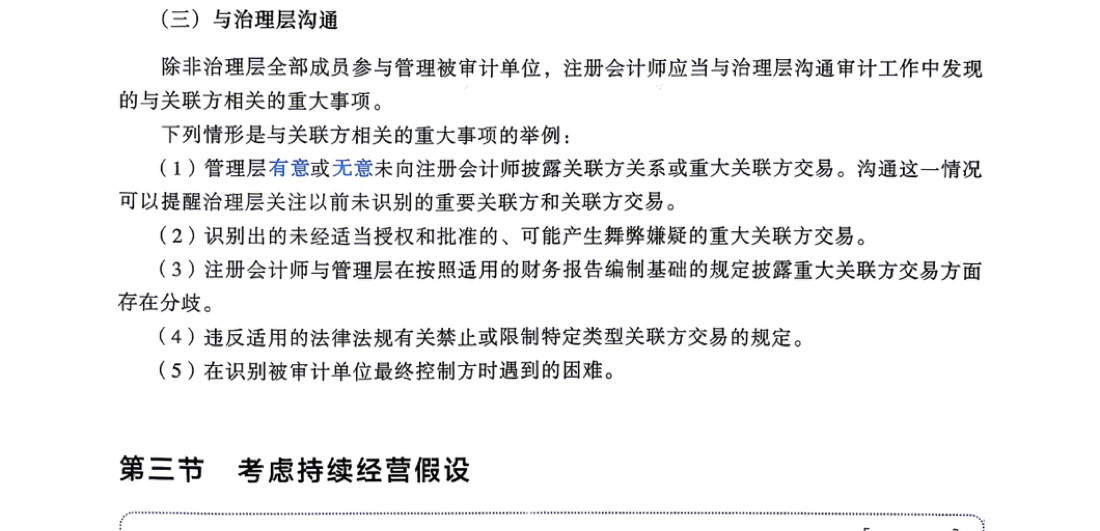 （三）与治理层沟通
除非治理层全部成员参与管理被审计单位，注册会计师应当与治理层沟通审计工作中发现
的与关联方相关的重大事项。
下列情形是与关联方相关的重大事项的举例：
（1）管理层有意或无意未向注册会计师披露关联方关系或重大关联方交易。沟通这一情况
可以提醒治理层关注以前未识别的重要关联方和关联方交易。
（2）识别出的未经适当授权和批准的、可能产生舞弊嫌疑的重大关联方交易。
（3）注册会计师与管理层在按照适用的财务报告编制基础的规定披露重大关联方交易方面
存在分歧。
（4）违反适用的法律法规有关禁止或限制特定类型关联方交易的规定。
（5）在识别被审计单位最终控制方时遇到的困难。
第三节 考虑持续经营假设